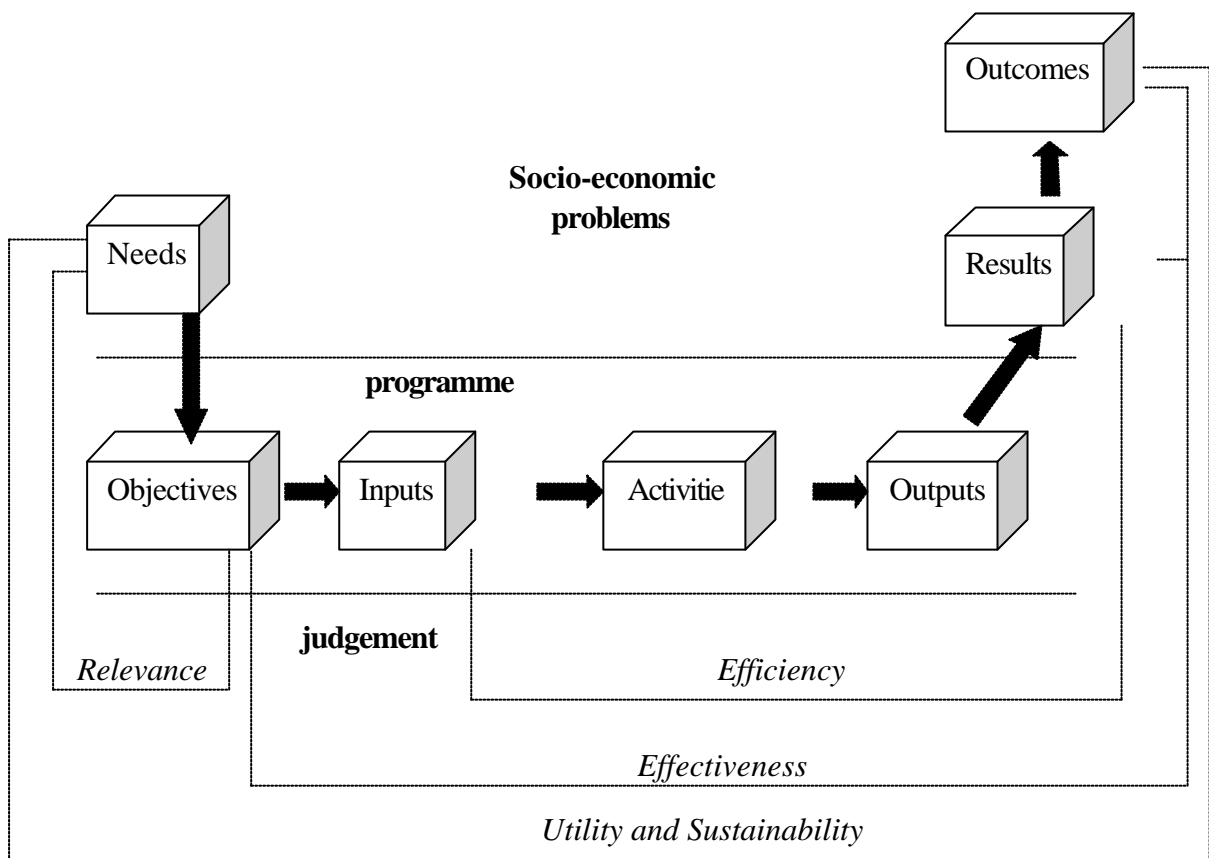 Outcomes
Socio-economic
problems
Needs
Results
programme
Objectives
Inputs
Activitie
Outputs
judgement
Relevance
Efficiency
Effectiveness
Utility and Sustainability